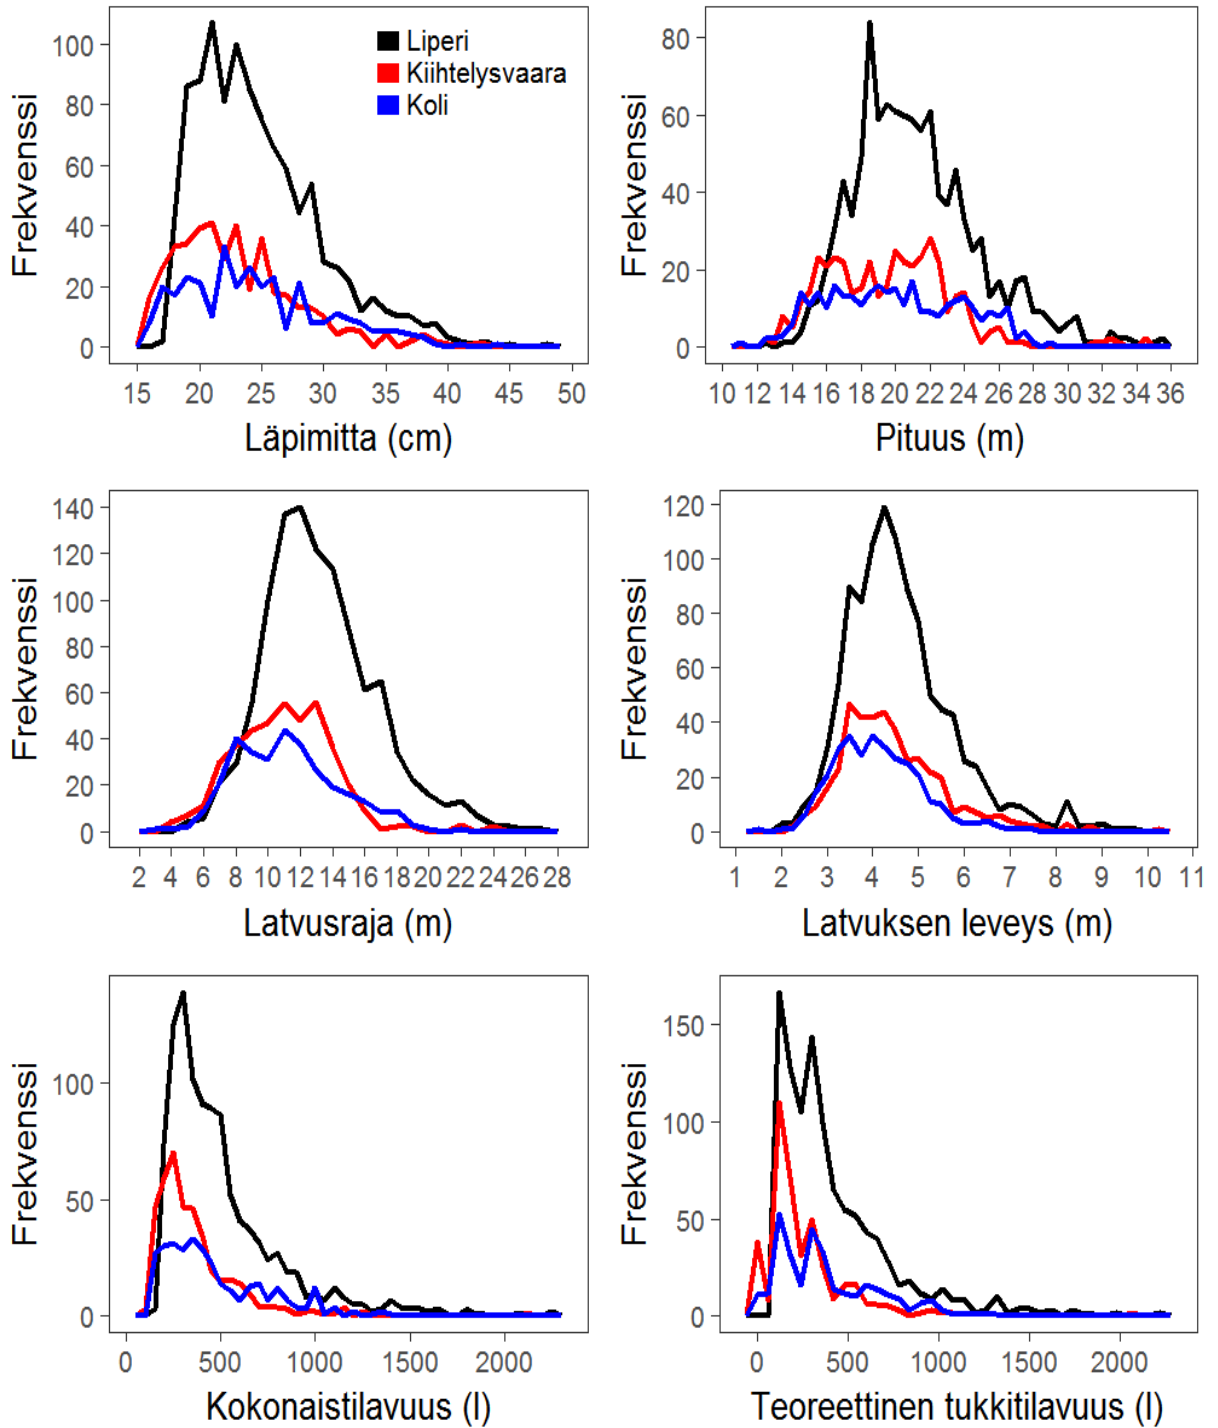 Frekvenssi
100
80
60
40
20
0
Liperi
Kiihtelysvaara
Koli
15 20 25 30 35 40 45 50
Läpimitta (cm)
Frekvenssi
80
60
40
20
0
10 12 14 16 18 20 22 24 26 28 30 32 34 36
Pituus (m)
Frekvenssi
140
120
100
80
60
40
20
0
2 4 6 8 10 12 14 16 18 20 22 24 26 28
Latvusraja (m)
Frekvenssi
120
100
80
60
40
20
0
1 2 3 4 5 6 7 8 9 10 11
Latvuksen leveys (m)
Frekvenssi
100
50
0
0 500 1000 1500 2000
Kokonaistilavuus (l)
Frekvenssi
150
100
50
0
0 500 1000 1500 2000
Teoreettinen tukkitilavuus (l)